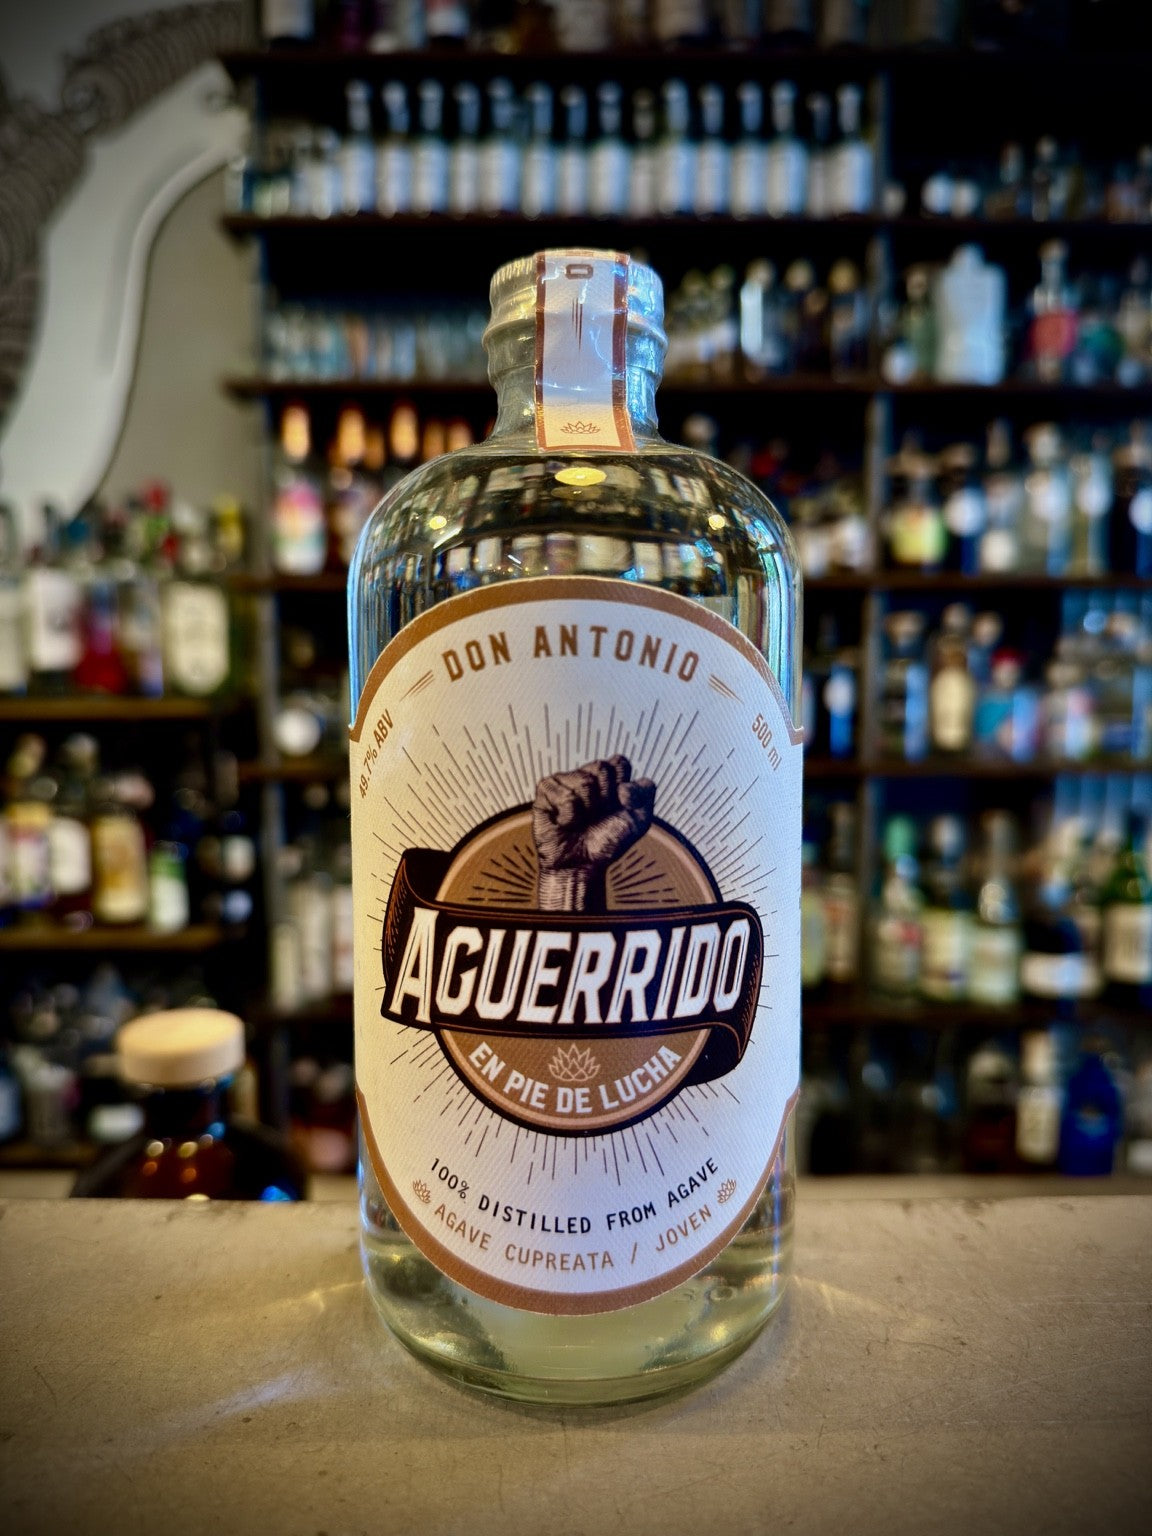 DON ANTONIO
49.7% ABV
500 ml
AGUERRIDO
EN PIE DE LUCHA
100% DISTILLED FROM AGAVE
AGAVE CUPREATA / JOVEN